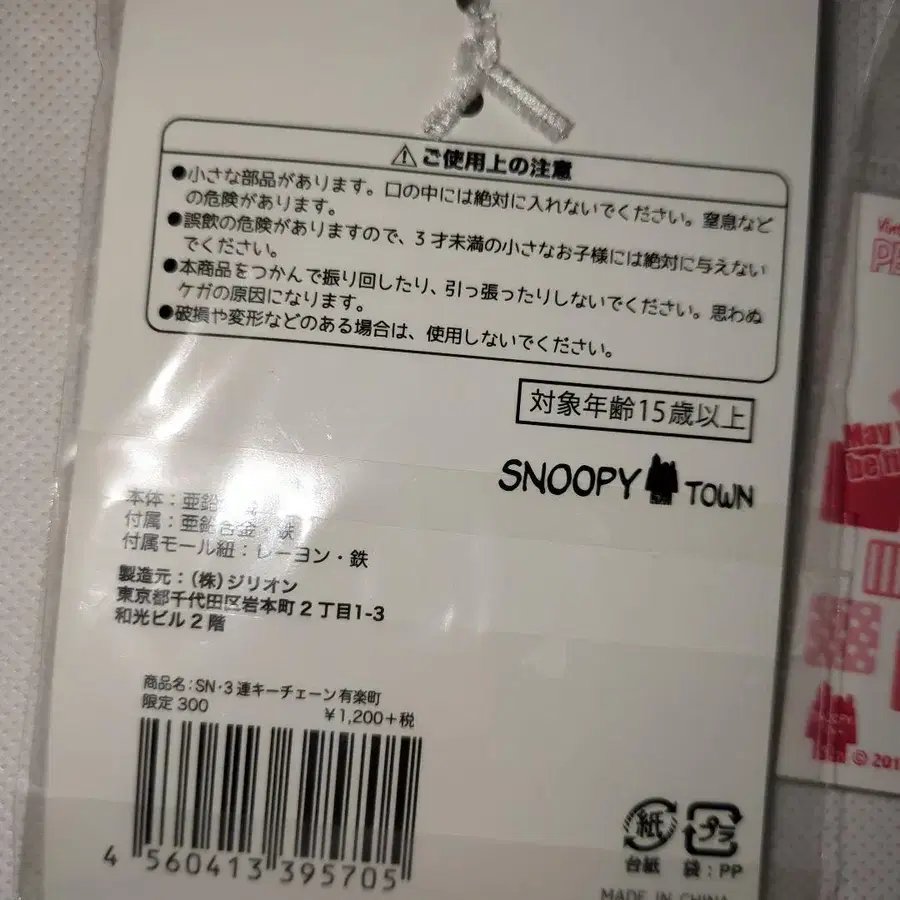 ⚠ご使用上の注意
●小さな部品があります。口の中には絶対に入れないでください。窒息など
の危険があります。
●誤飲の危険がありますので、3才未満の小さなお子様には絶対に与えない
でください。
●本商品をつかんで振り回したり、引っ張ったりしないでください。思わぬ
ケガの原因になります。
●破損や変形などのある場合は、使用しないでください。
対象年齢15歳以上
SNOOPY TOWN
本体：亜鉛
付属：亜鉛合金・鉄
付属モール紐：レーヨン・鉄
製造元：(株)ジリオン
東京都千代田区岩本町2丁目1-3
和光ビル2階
商品名：SN・3連キーチェーン有楽町
限定300
¥1,200+税
4 560413 395705
紙
台紙
プラ
袋：PP
MADE IN CHINA
May
be
SNOOPY
© 201